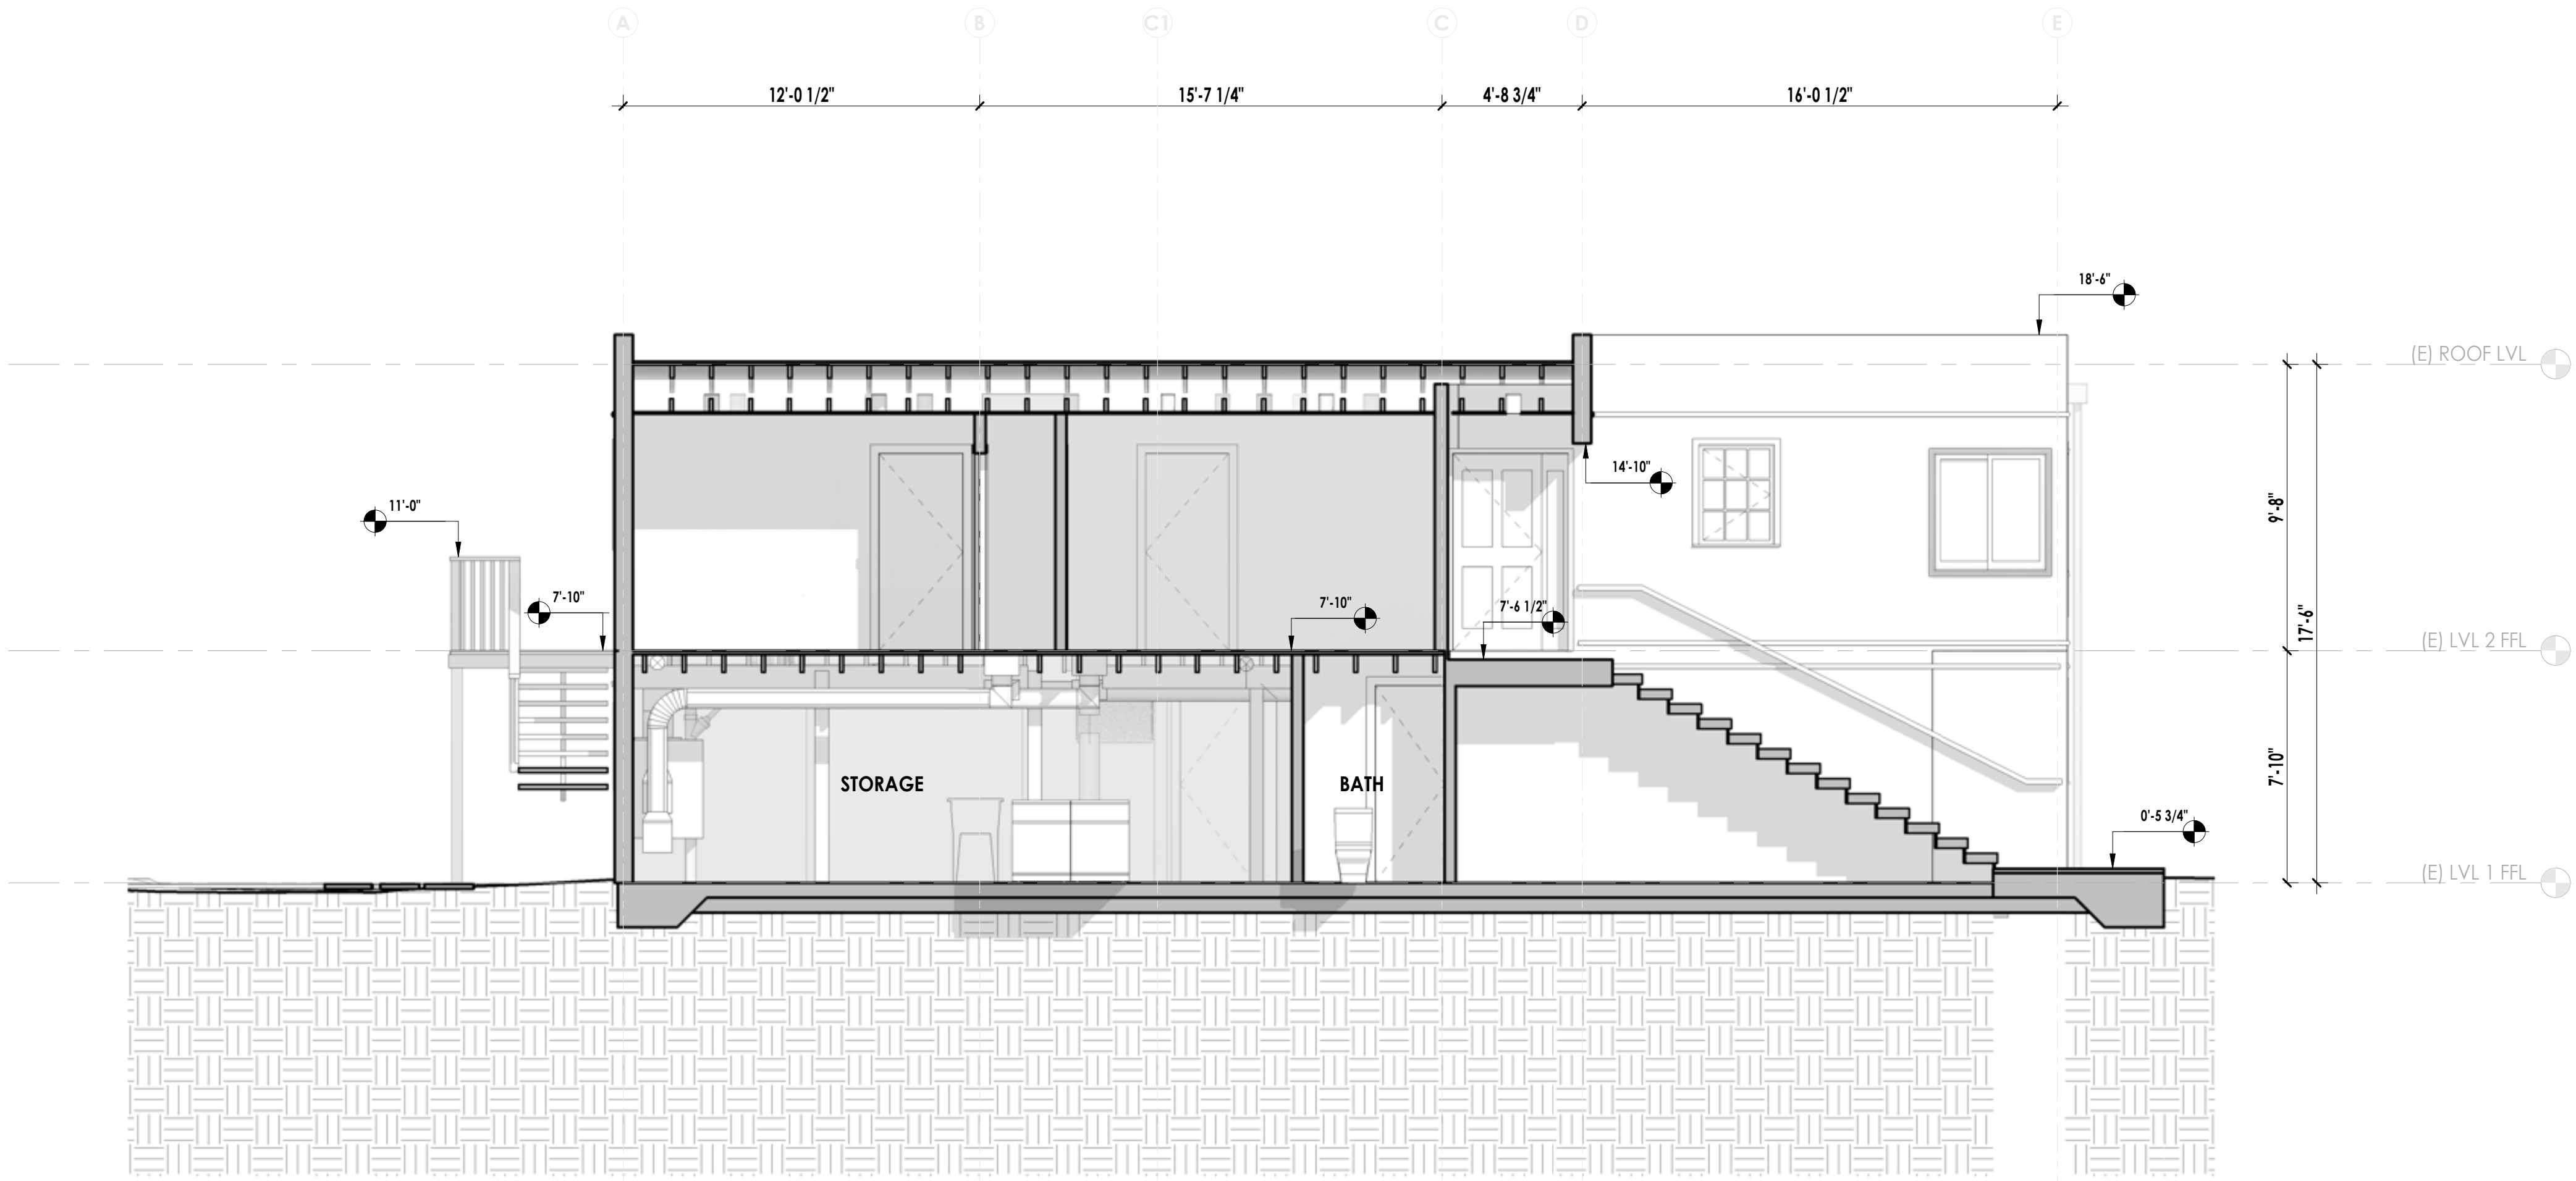 A B C1 C D E
12'-0 1/2" 15'-7 1/4" 4'-8 3/4" 16'-0 1/2"
18'-6"
(E) ROOF LVL
14'-10"
11'-0"
9'-8"
7'-10"
7'-10"
7'-6 1/2"
17'-6"
(E) LVL 2 FFL
STORAGE
BATH
7'-10"
0'-5 3/4"
(E) LVL 1 FFL